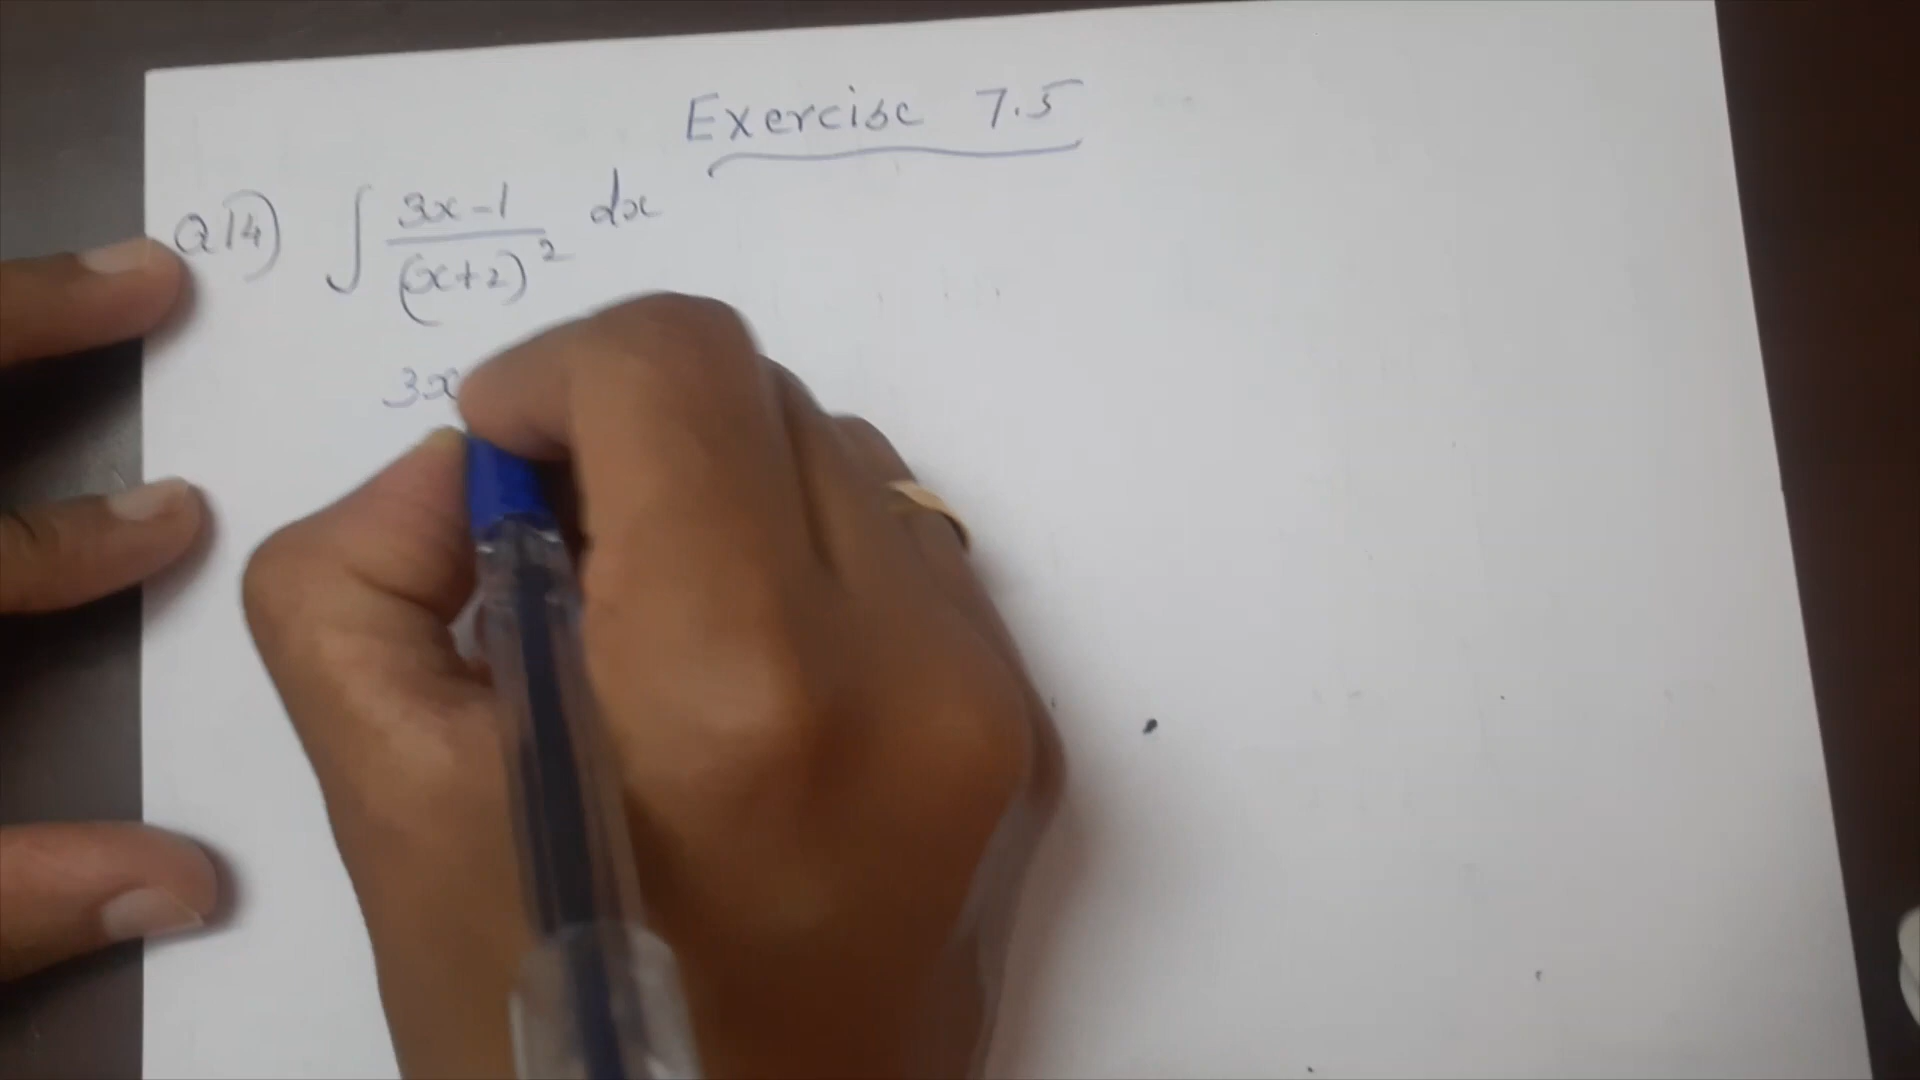 Exercise 7.5
Q14) ∫ 3x-1/(x+2)² dx
3x